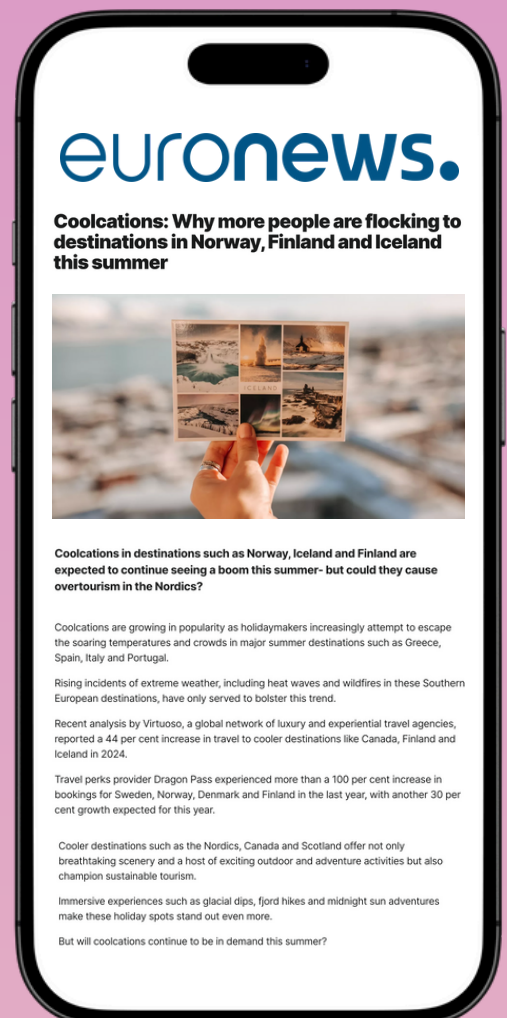 euronews.
Coolcations: Why more people are flocking to
destinations in Norway, Finland and Iceland
this summer
ICELAND
Coolcations in destinations such as Norway, Iceland and Finland are
expected to continue seeing a boom this summer- but could they cause
overtourism in the Nordics?
Coolcations are growing in popularity as holidaymakers increasingly attempt to escape
the soaring temperatures and crowds in major summer destinations such as Greece,
Spain, Italy and Portugal.
Rising incidents of extreme weather, including heat waves and wildfires in these Southern
European destinations, have only served to bolster this trend.
Recent analysis by Virtuoso, a global network of luxury and experiential travel agencies,
reported a 44 per cent increase in travel to cooler destinations like Canada, Finland and
Iceland in 2024.
Travel perks provider Dragon Pass experienced more than a 100 per cent increase in
bookings for Sweden, Norway, Denmark and Finland in the last year, with another 30 per
cent growth expected for this year.
Cooler destinations such as the Nordics, Canada and Scotland offer not only
breathtaking scenery and a host of exciting outdoor and adventure activities but also
champion sustainable tourism.
Immersive experiences such as glacial dips, fjord hikes and midnight sun adventures
make these holiday spots stand out even more.
But will coolcations continue to be in demand this summer?